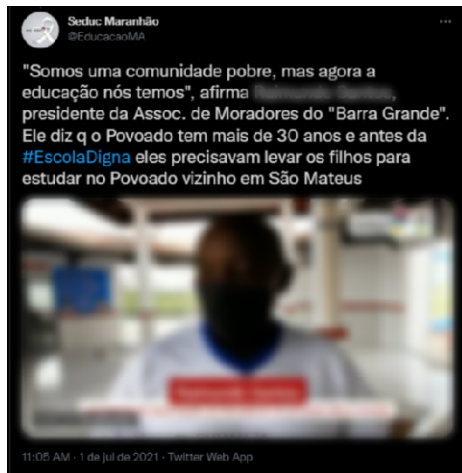 Seduc Maranhão
@EducacaoMA
"Somos uma comunidade pobre, mas agora a
educação nós temos", afirma
presidente da Assoc. de Moradores do "Barra Grande".
Ele diz q o Povoado tem mais de 30 anos e antes da
#EscolaDigna eles precisavam levar os filhos para
estudar no Povoado vizinho em São Mateus
11:05 AM · 1 de jul de 2021 · Twitter Web App